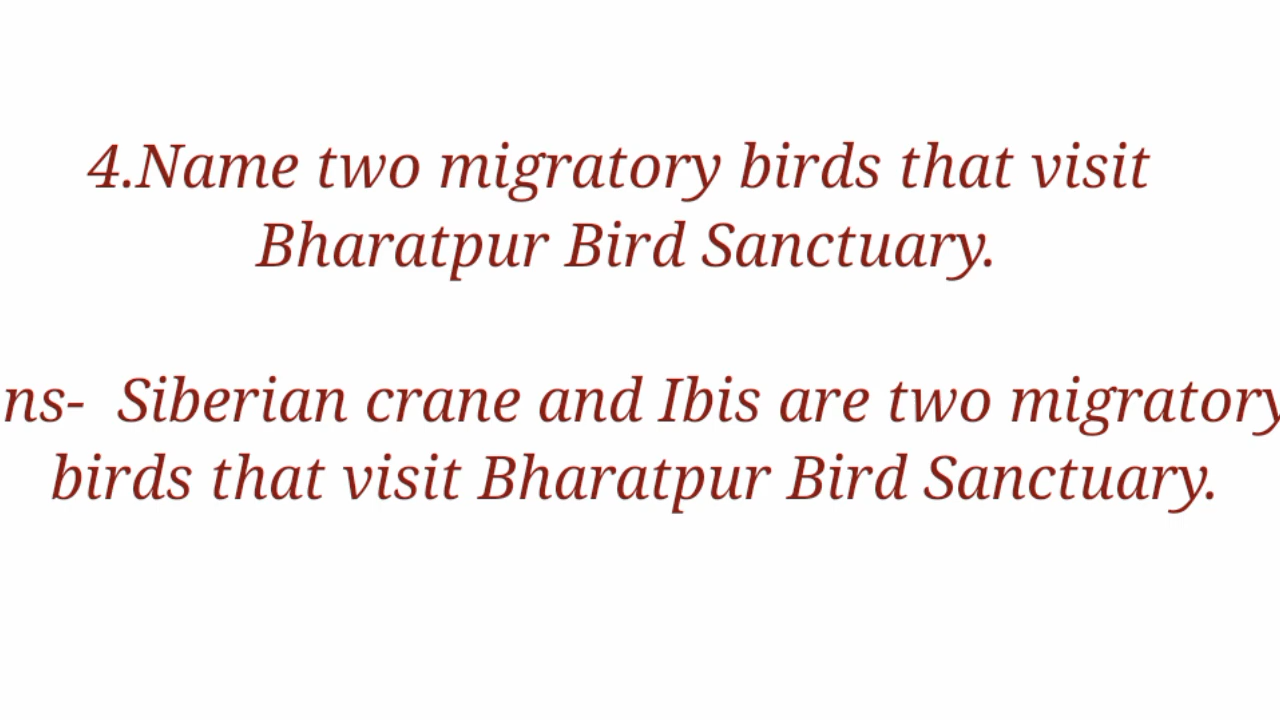 4.Name two migratory birds that visit
Bharatpur Bird Sanctuary.
ns- Siberian crane and Ibis are two migratory
birds that visit Bharatpur Bird Sanctuary.